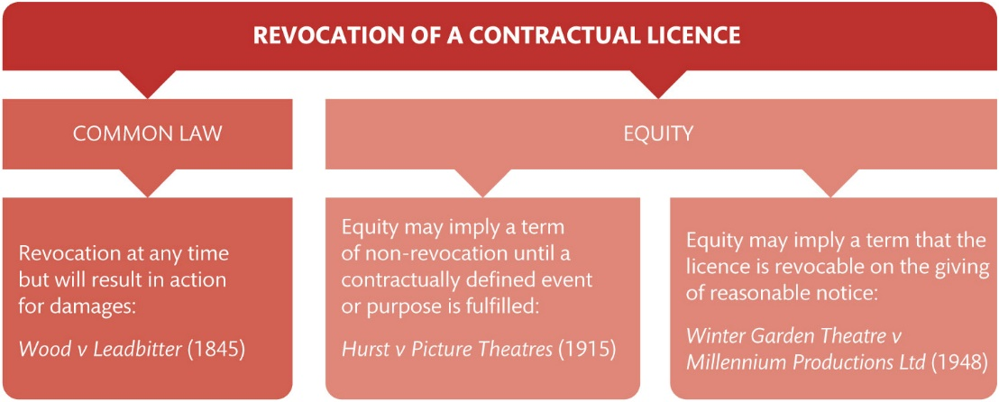 REVOCATION OF A CONTRACTUAL LICENCE
COMMON LAW
EQUITY
Revocation at any time
but will result in action
for damages:
Wood v Leadbitter (1845)
Equity may imply a term
of non-revocation until a
contractually defined event
or purpose is fulfilled:
Hurst v Picture Theatres (1915)
Equity may imply a term that the
licence is revocable on the giving
of reasonable notice:
Winter Garden Theatre v
Millennium Productions Ltd (1948)